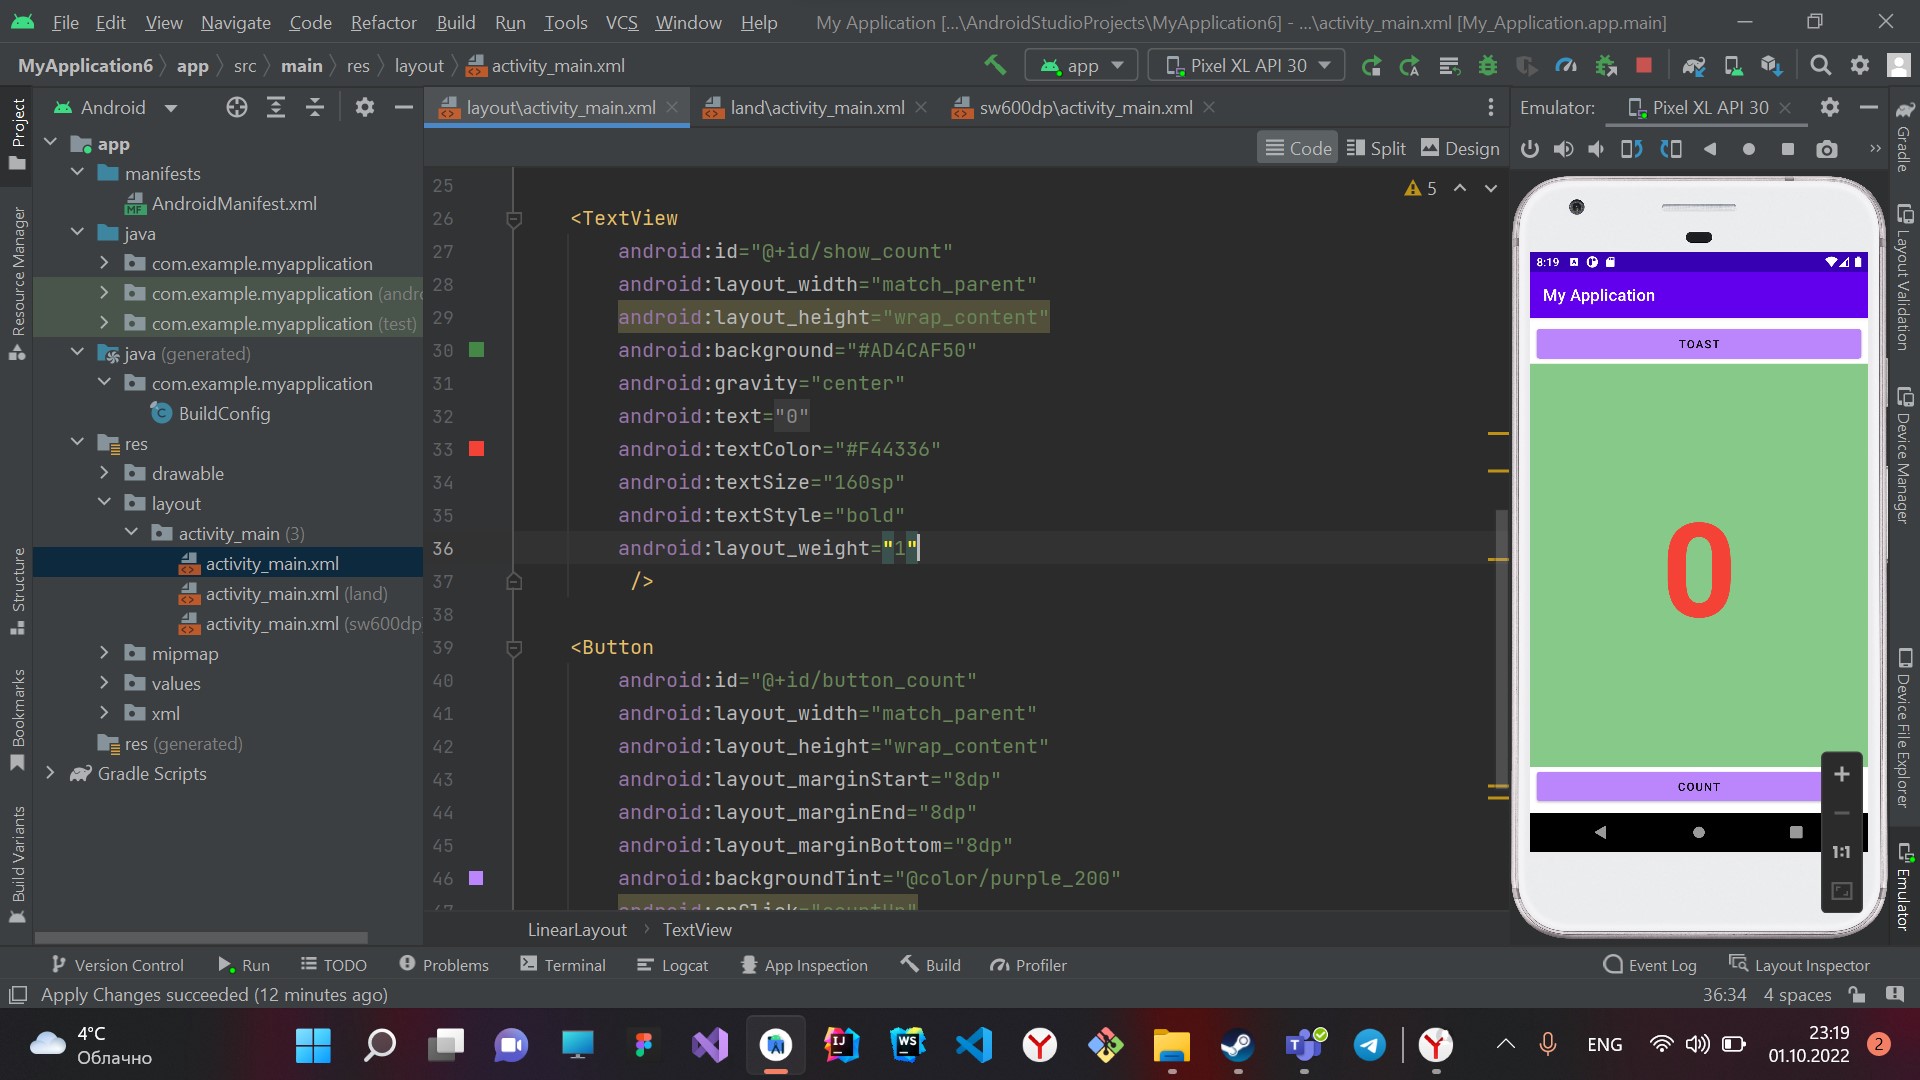 File Edit View Navigate Code Refactor Build Run Tools VCS Window Help My Application [...\AndroidStudioProjects\MyApplication6] - ...\activity_main.xml [My_Application.app.main]
MyApplication6 app src main res layout activity_main.xml app Pixel XL API 30
Project
Android
layout\activity_main.xml land\activity_main.xml sw600dp\activity_main.xml
Emulator: Pixel XL API 30
Code Split Design
app
manifests
AndroidManifest.xml
java
com.example.myapplication
com.example.myapplication (andro
com.example.myapplication (test)
java (generated)
com.example.myapplication
BuildConfig
res
drawable
layout
activity_main (3)
activity_main.xml
activity_main.xml (land)
activity_main.xml (sw600dp
mipmap
values
xml
res (generated)
Gradle Scripts
Resource Manager
Structure
Bookmarks
Build Variants
5
25
26 <TextView
27 android:id="@+id/show_count"
28 android:layout_width="match_parent"
29 android:layout_height="wrap_content"
30 android:background="#AD4CAF50"
31 android:gravity="center"
32 android:text="0"
33 android:textColor="#F44336"
34 android:textSize="160sp"
35 android:textStyle="bold"
36 android:layout_weight="1"
37 />
38
39 <Button
40 android:id="@+id/button_count"
41 android:layout_width="match_parent"
42 android:layout_height="wrap_content"
43 android:layout_marginStart="8dp"
44 android:layout_marginEnd="8dp"
45 android:layout_marginBottom="8dp"
46 android:backgroundTint="@color/purple_200"
47 android:onClick="countUp"
LinearLayout TextView
8:19
My Application
TOAST
0
COUNT
1:1
Gradle
Layout Validation
Device Manager
Device File Explorer
Emulator
Version Control Run TODO Problems Terminal Logcat App Inspection Build Profiler Event Log Layout Inspector
Apply Changes succeeded (12 minutes ago) 36:34 4 spaces
4°C
Облачно
ENG
23:19
01.10.2022
2